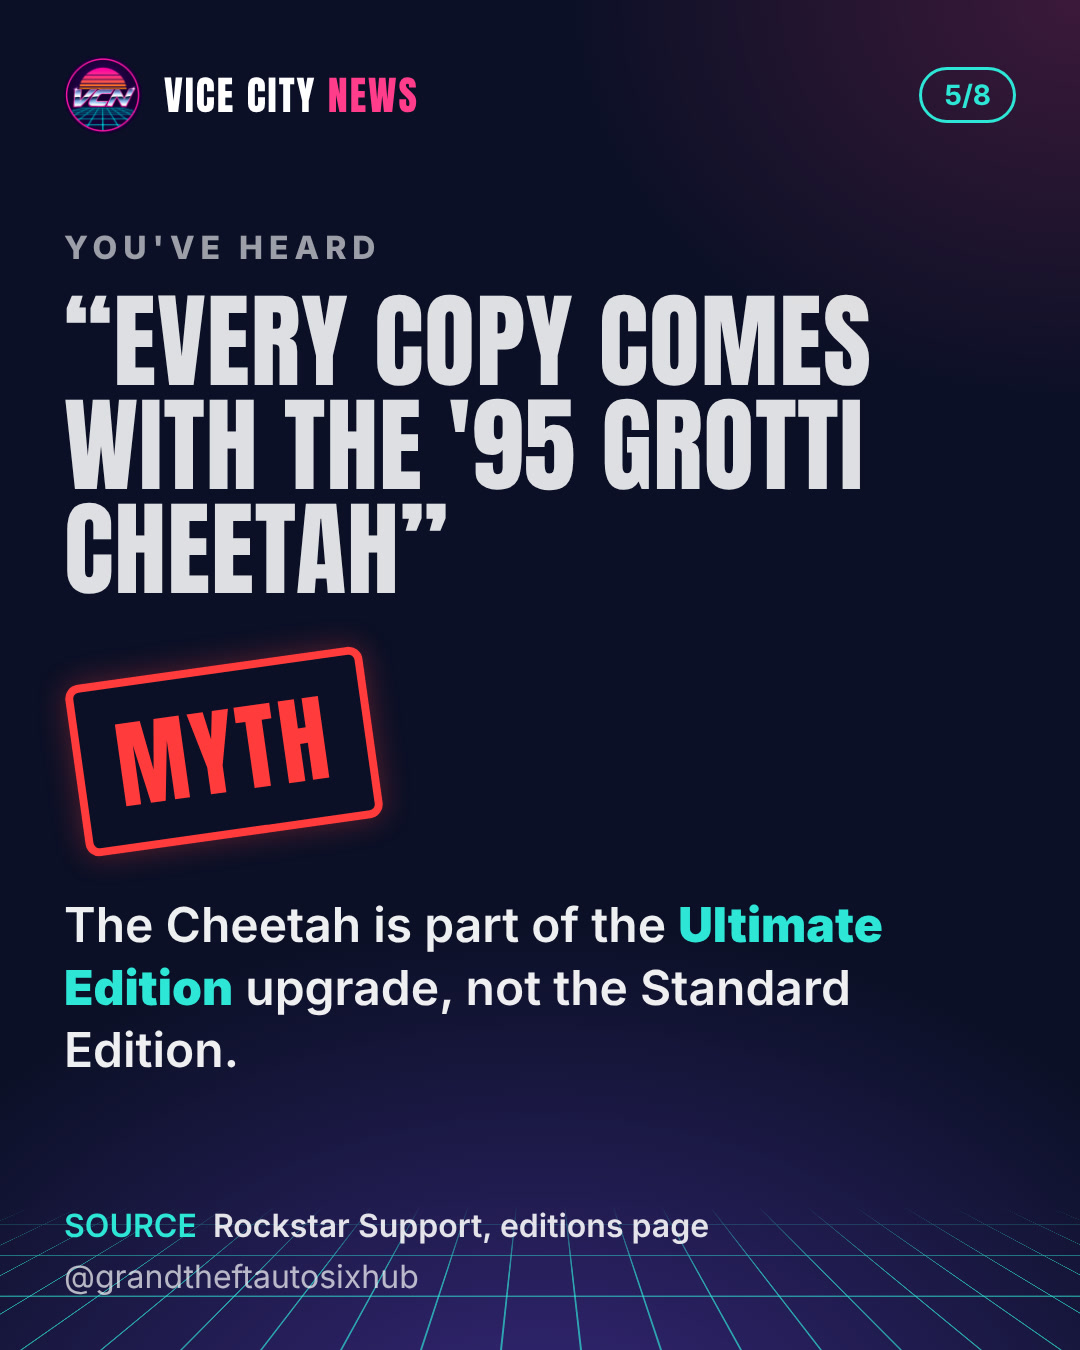 VCN
VICE CITY NEWS
5/8
YOU'VE HEARD
“EVERY COPY COMES
WITH THE '95 GROTTI
CHEETAH”
MYTH
The Cheetah is part of the Ultimate
Edition upgrade, not the Standard
Edition.
SOURCE Rockstar Support, editions page
@grandtheftautosixhub